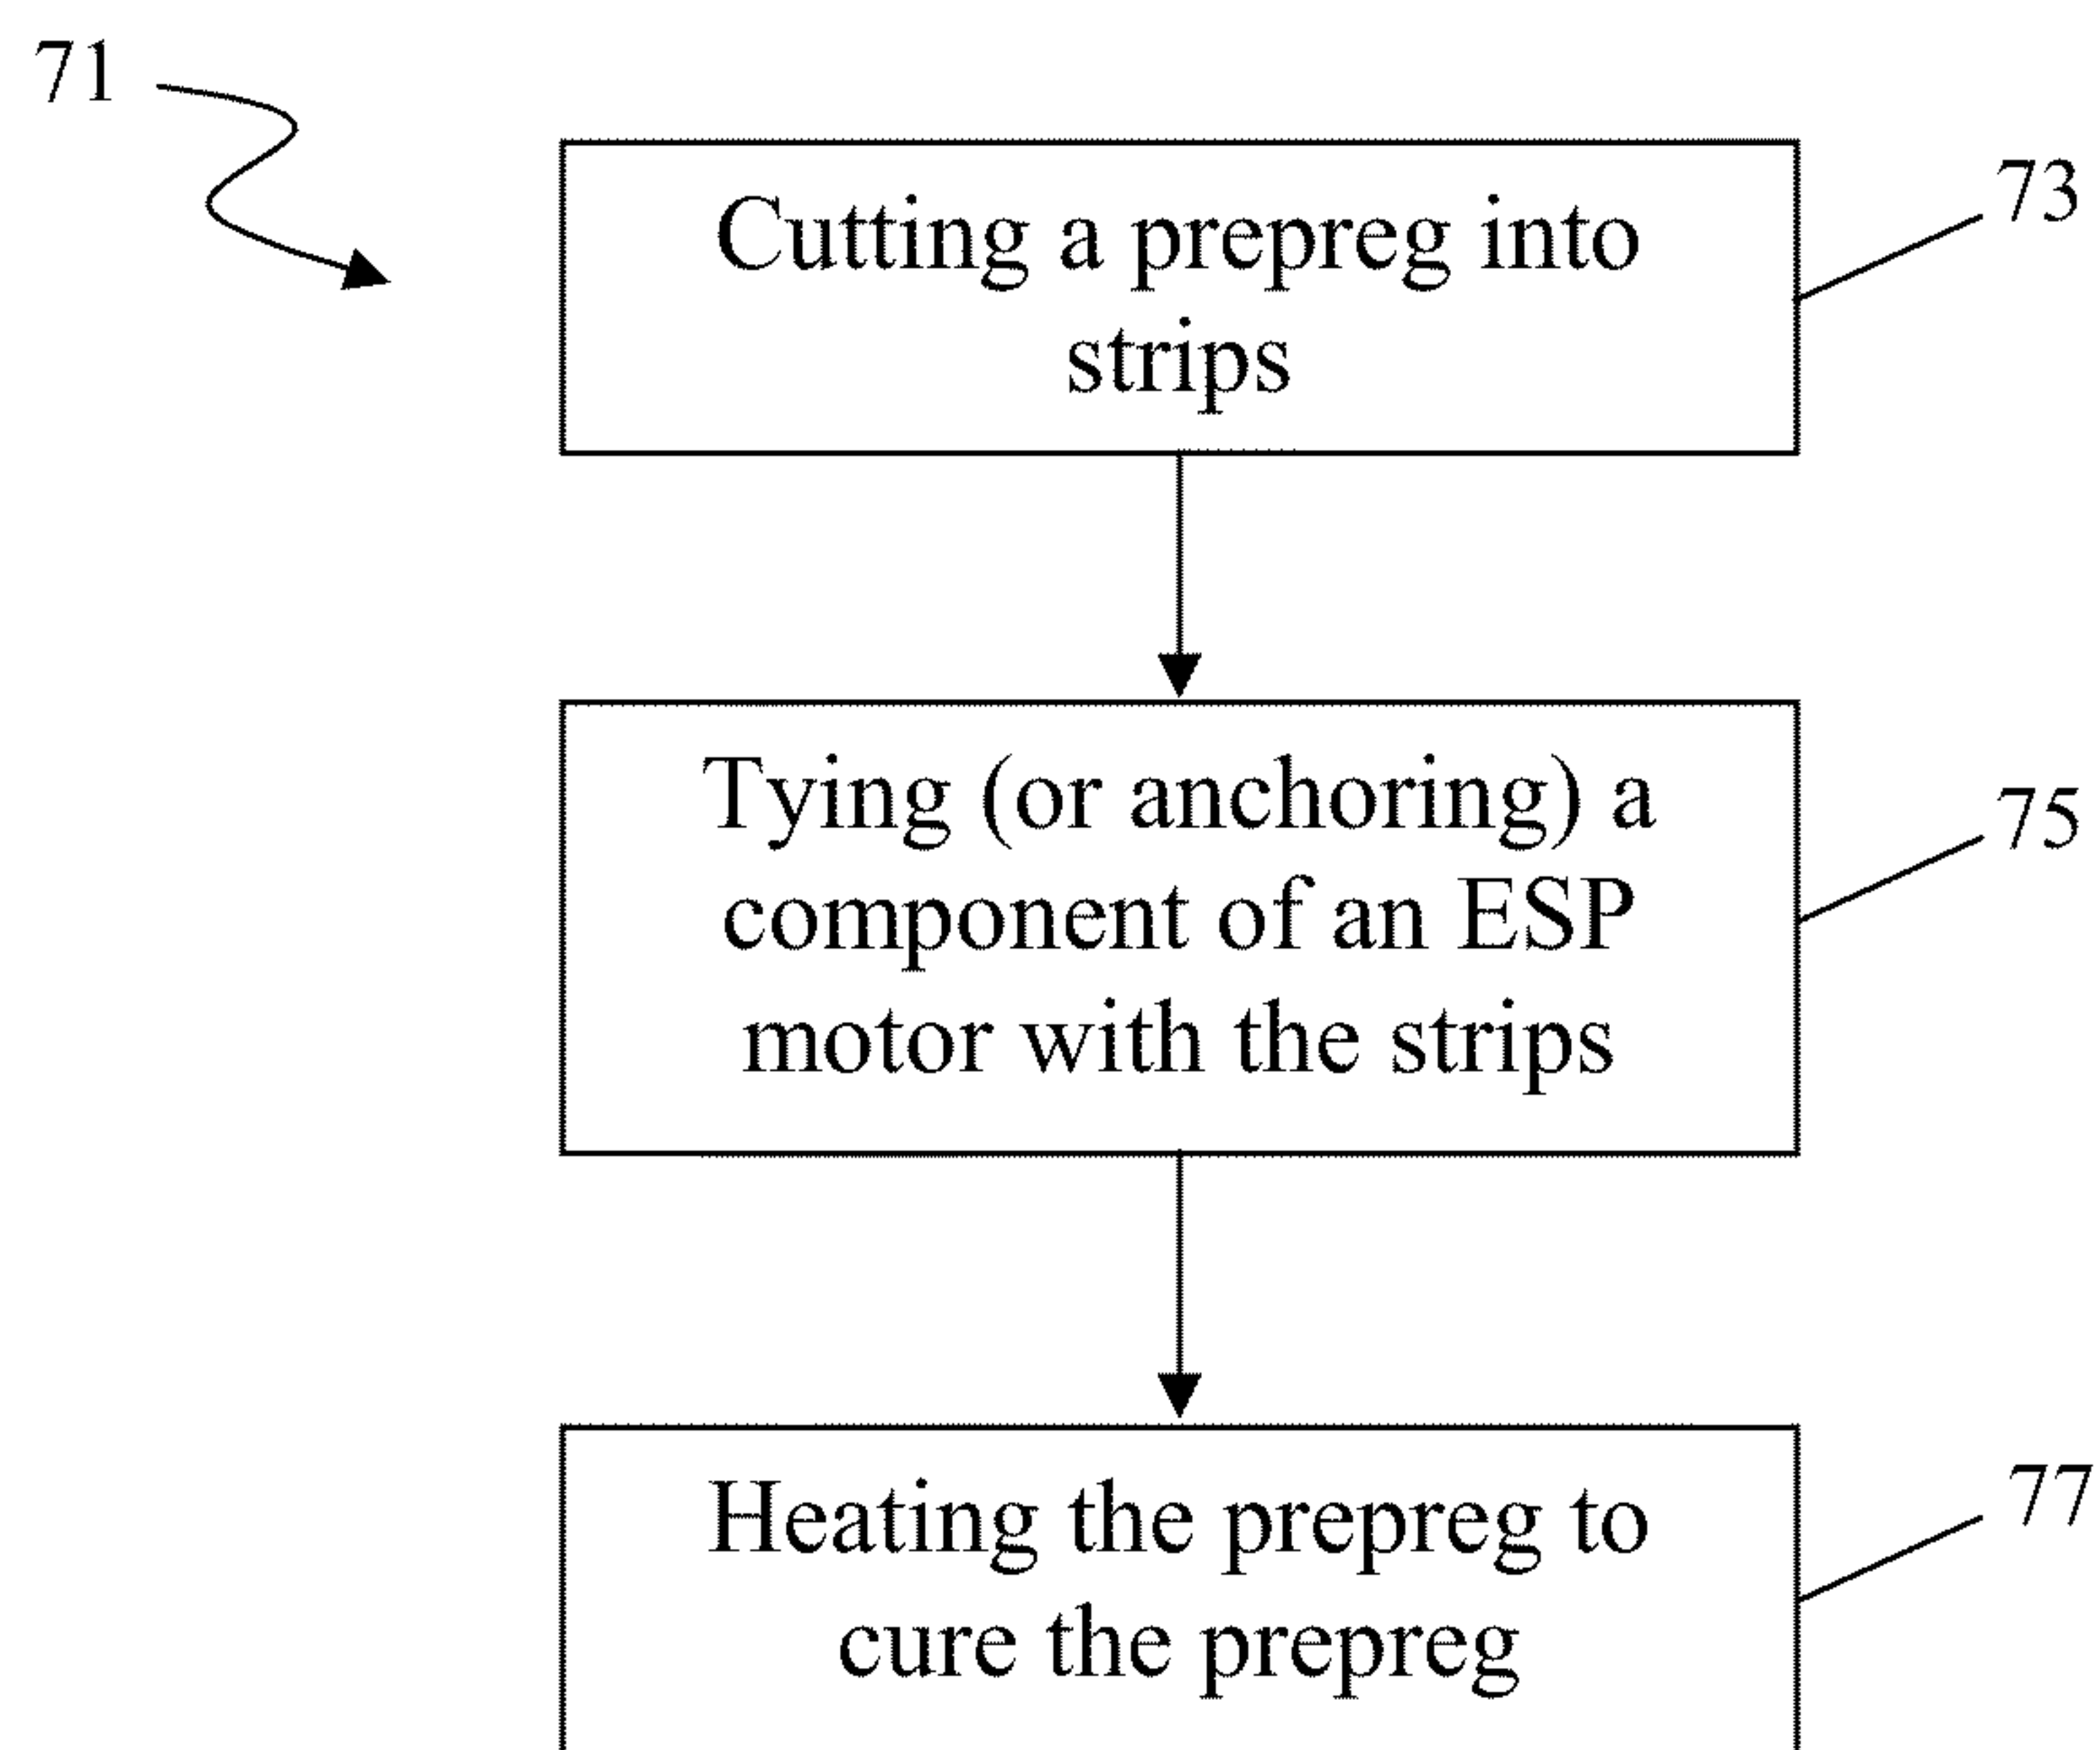 71
Cutting a prepreg into
strips
73
Tying (or anchoring) a
component of an ESP
motor with the strips
75
Heating the prepreg to
cure the prepreg
77